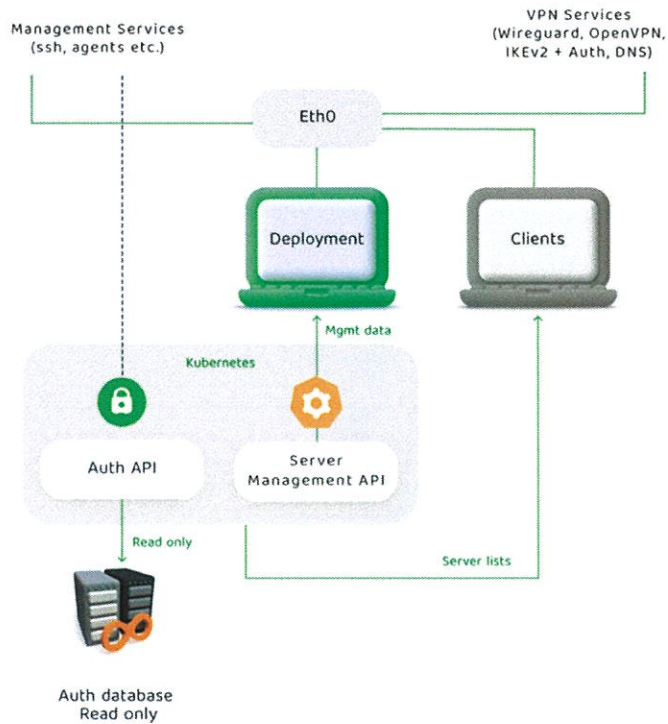 Management Services
(ssh, agents etc.)
VPN Services
(Wireguard, OpenVPN,
IKEv2 + Auth, DNS)
Eth0
Deployment
Clients
Mgmt data
Kubernetes
Auth API
Server
Management API
Read only
Server lists
Auth database
Read only